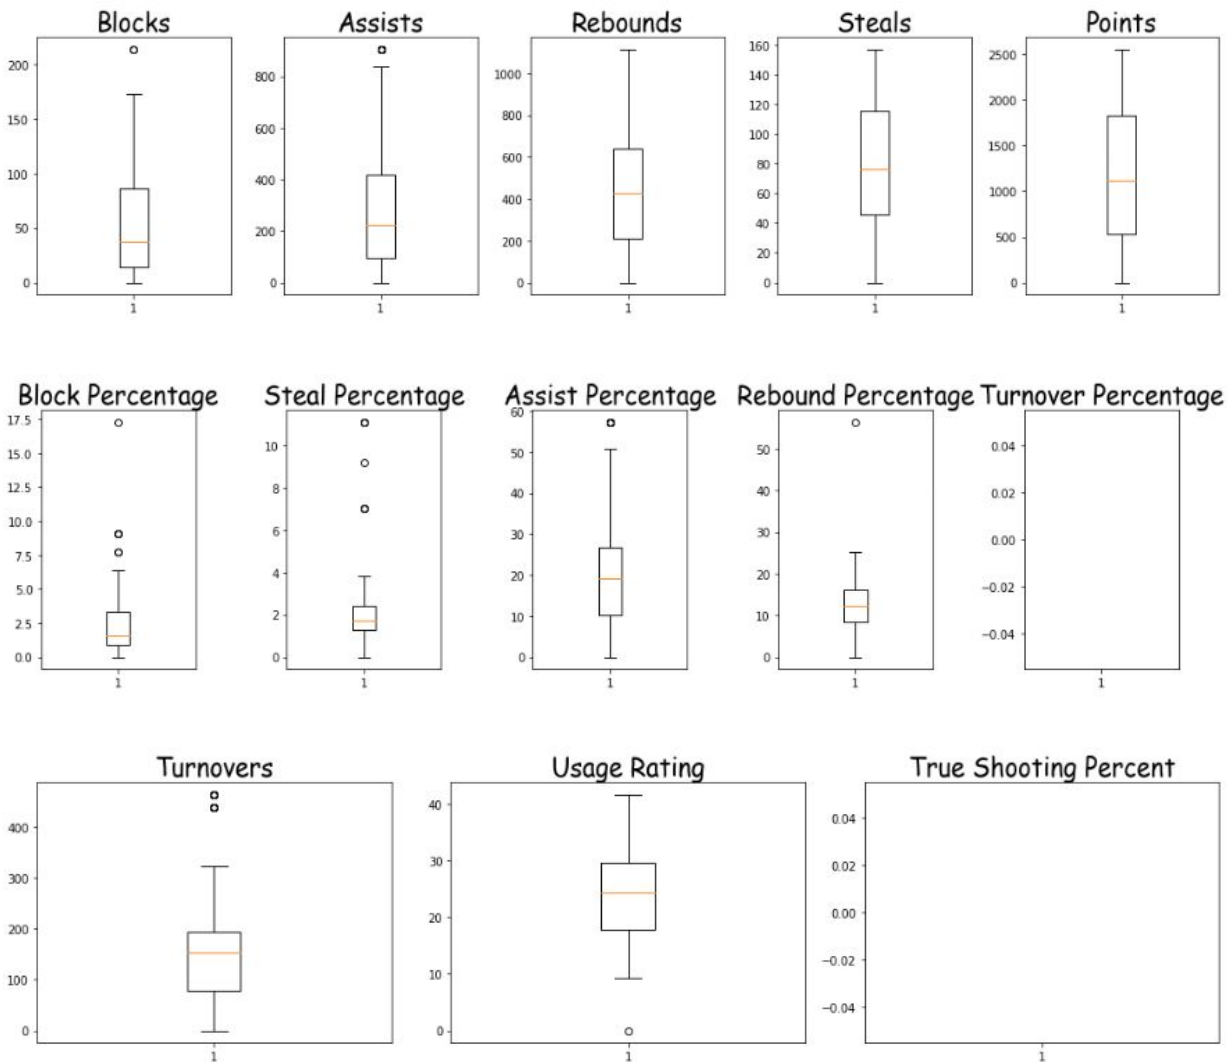 Blocks Assists Rebounds Steals Points
200 150 100 50 0
800 600 400 200 0
1000 800 600 400 200 0
160 140 120 100 80 60 40 20 0
2500 2000 1500 1000 500 0
1 1 1 1 1
Block Percentage Steal Percentage Assist Percentage Rebound Percentage Turnover Percentage
17.5 15.0 12.5 10.0 7.5 5.0 2.5 0.0
10 8 6 4 2 0
60 50 40 30 20 10 0
50 40 30 20 10 0
0.04 0.02 0.00 −0.02 −0.04
1 1 1 1 1
Turnovers Usage Rating True Shooting Percent
400 300 200 100 0
40 30 20 10 0
0.04 0.02 0.00 −0.02 −0.04
1 1 1